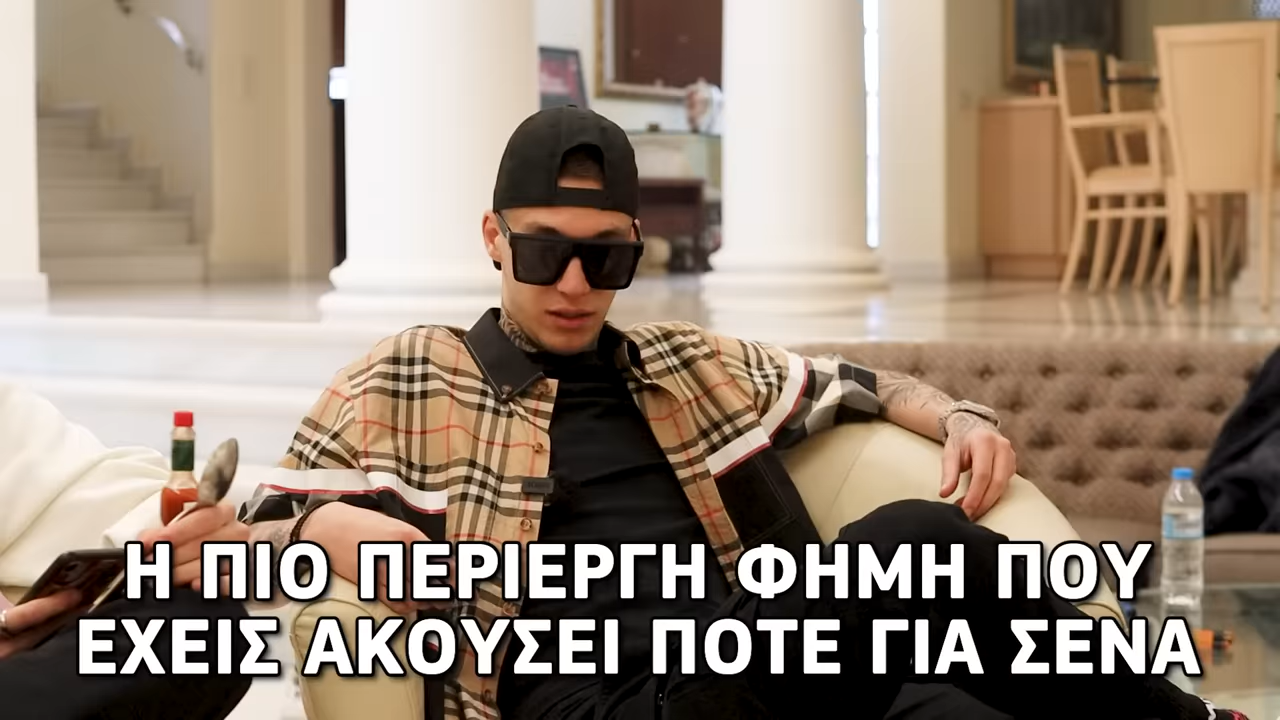 Η ΠΙΟ ΠΕΡΙΕΡΓΗ ΦΗΜΗ ΠΟΥ
ΕΧΕΙΣ ΑΚΟΥΣΕΙ ΠΟΤΕ ΓΙΑ ΣΕΝΑ